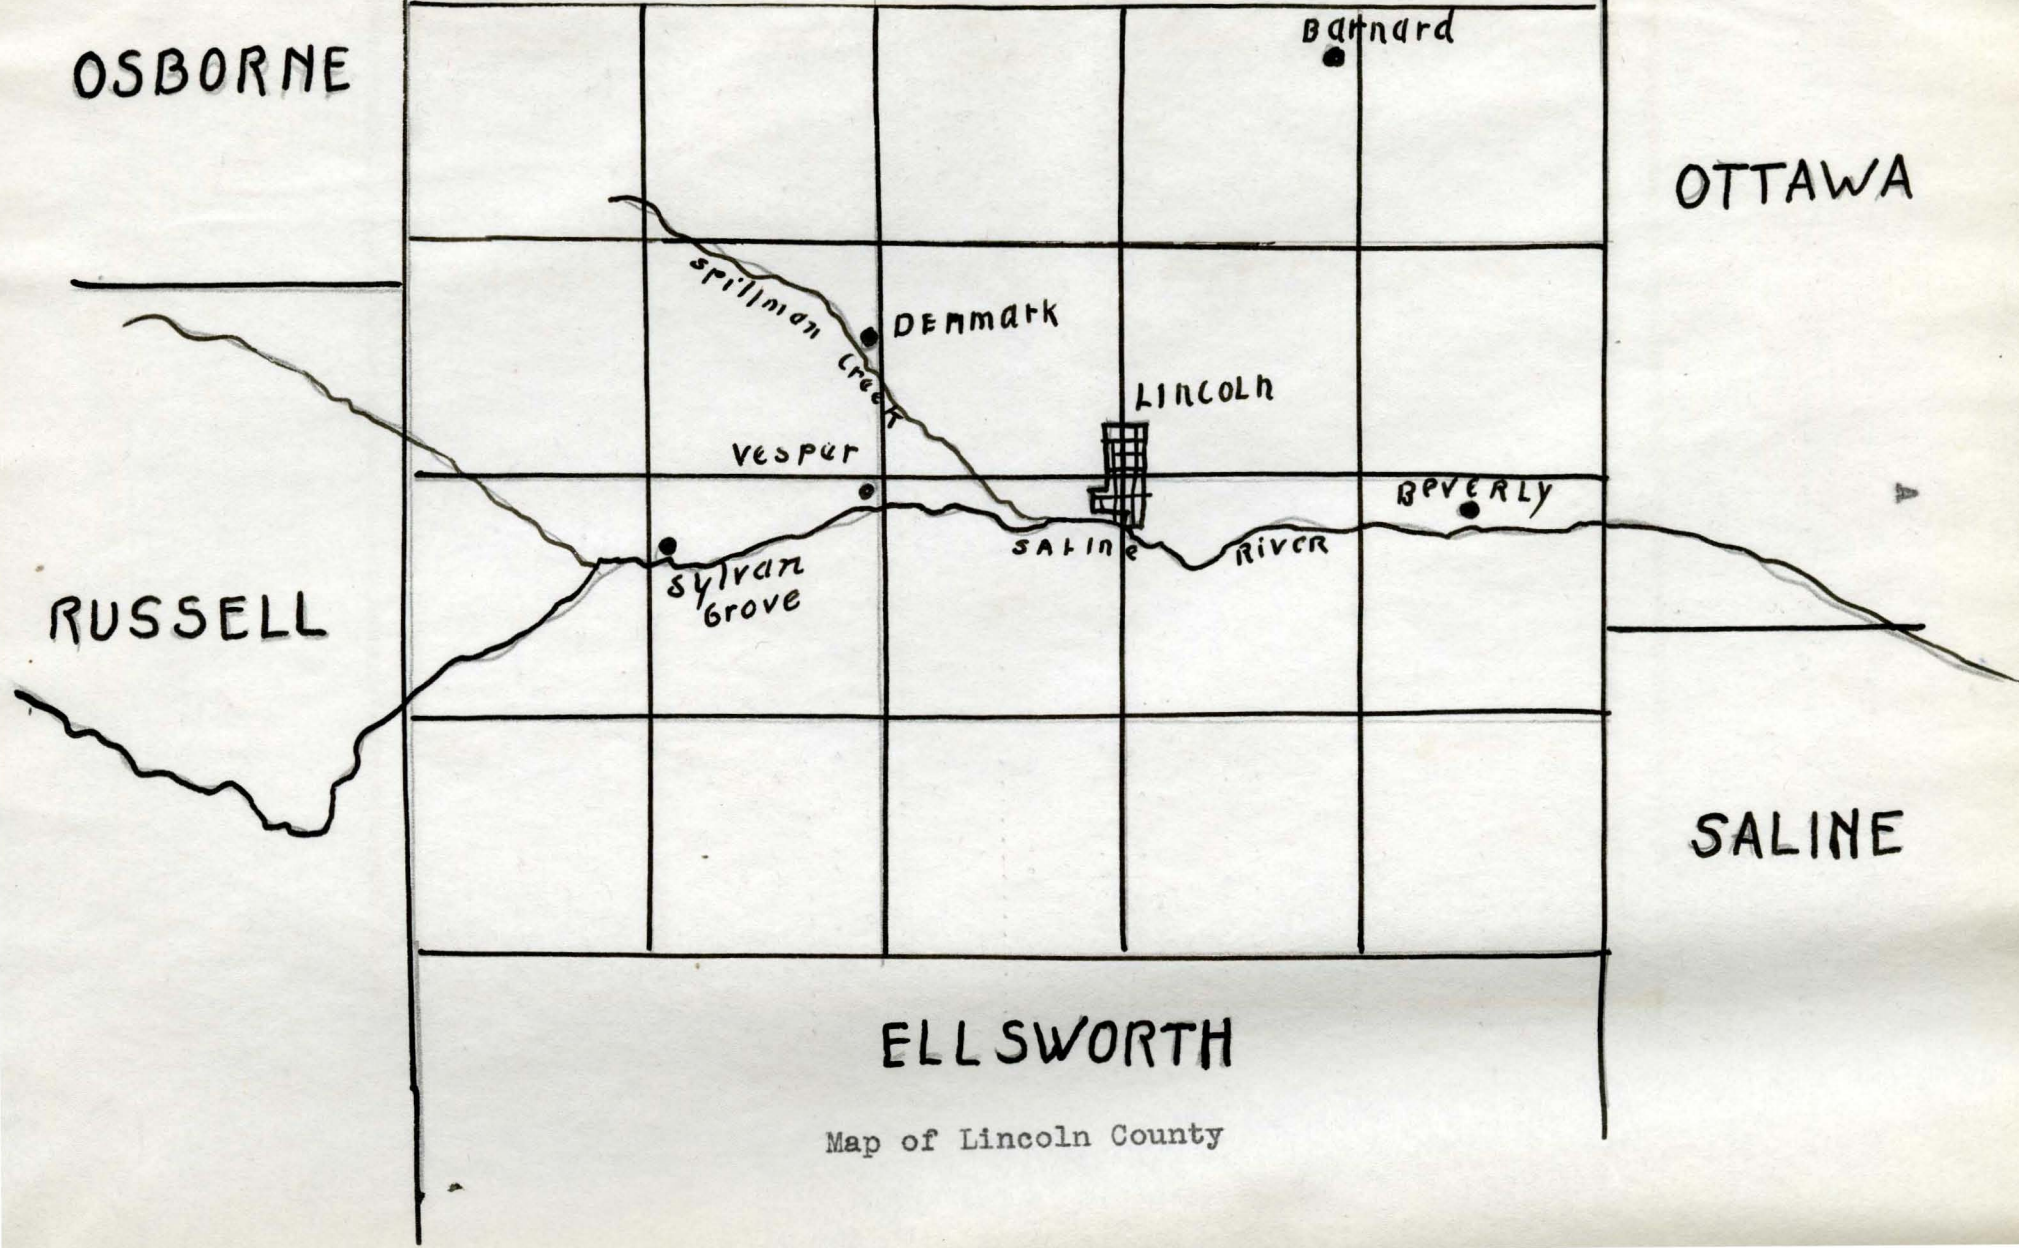 Barnard
OSBORNE
OTTAWA
Spillman Creek
DENmark
LincoLn
Vesper
BeVERLY
SALine RivER
Sylvan
Grove
RUSSELL
SALINE
ELLSWORTH
Map of Lincoln County
A